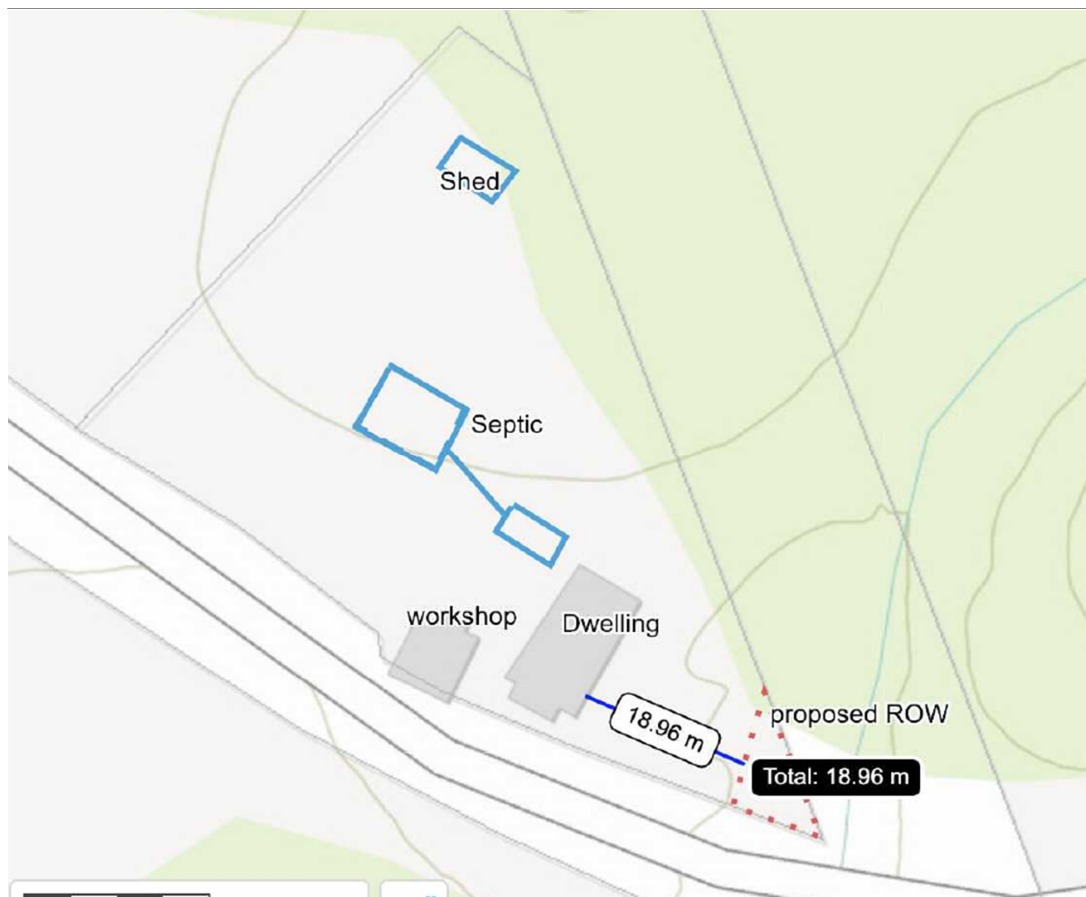 Shed
Septic
workshop
Dwelling
18.96 m
proposed ROW
Total: 18.96 m